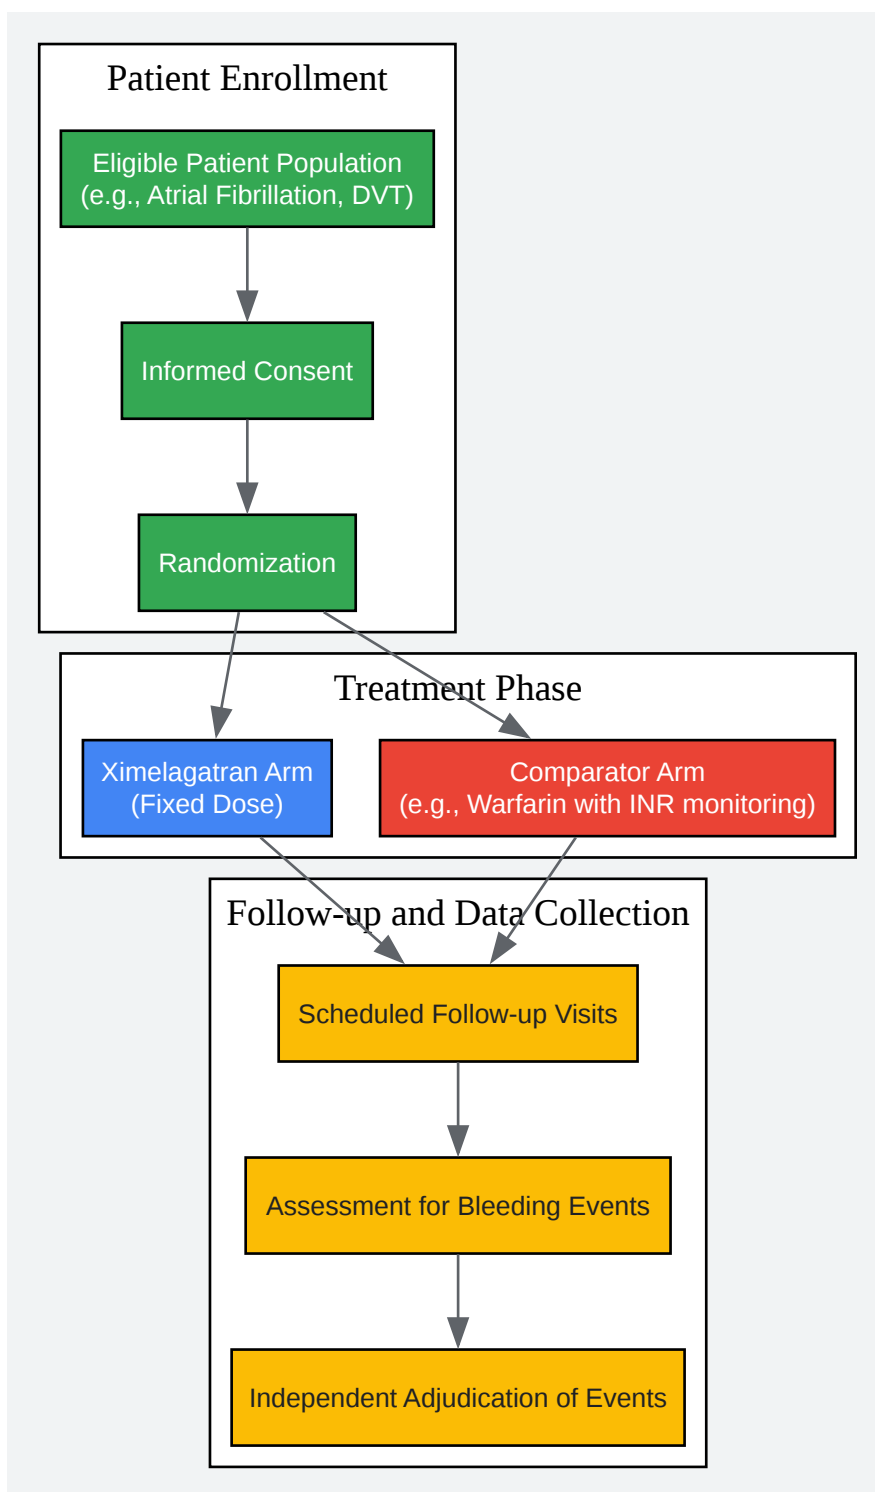 Patient Enrollment
Eligible Patient Population
(e.g., Atrial Fibrillation, DVT)
Informed Consent
Randomization
Treatment Phase
Ximelagatran Arm
(Fixed Dose)
Comparator Arm
(e.g., Warfarin with INR monitoring)
Follow-up and Data Collection
Scheduled Follow-up Visits
Assessment for Bleeding Events
Independent Adjudication of Events